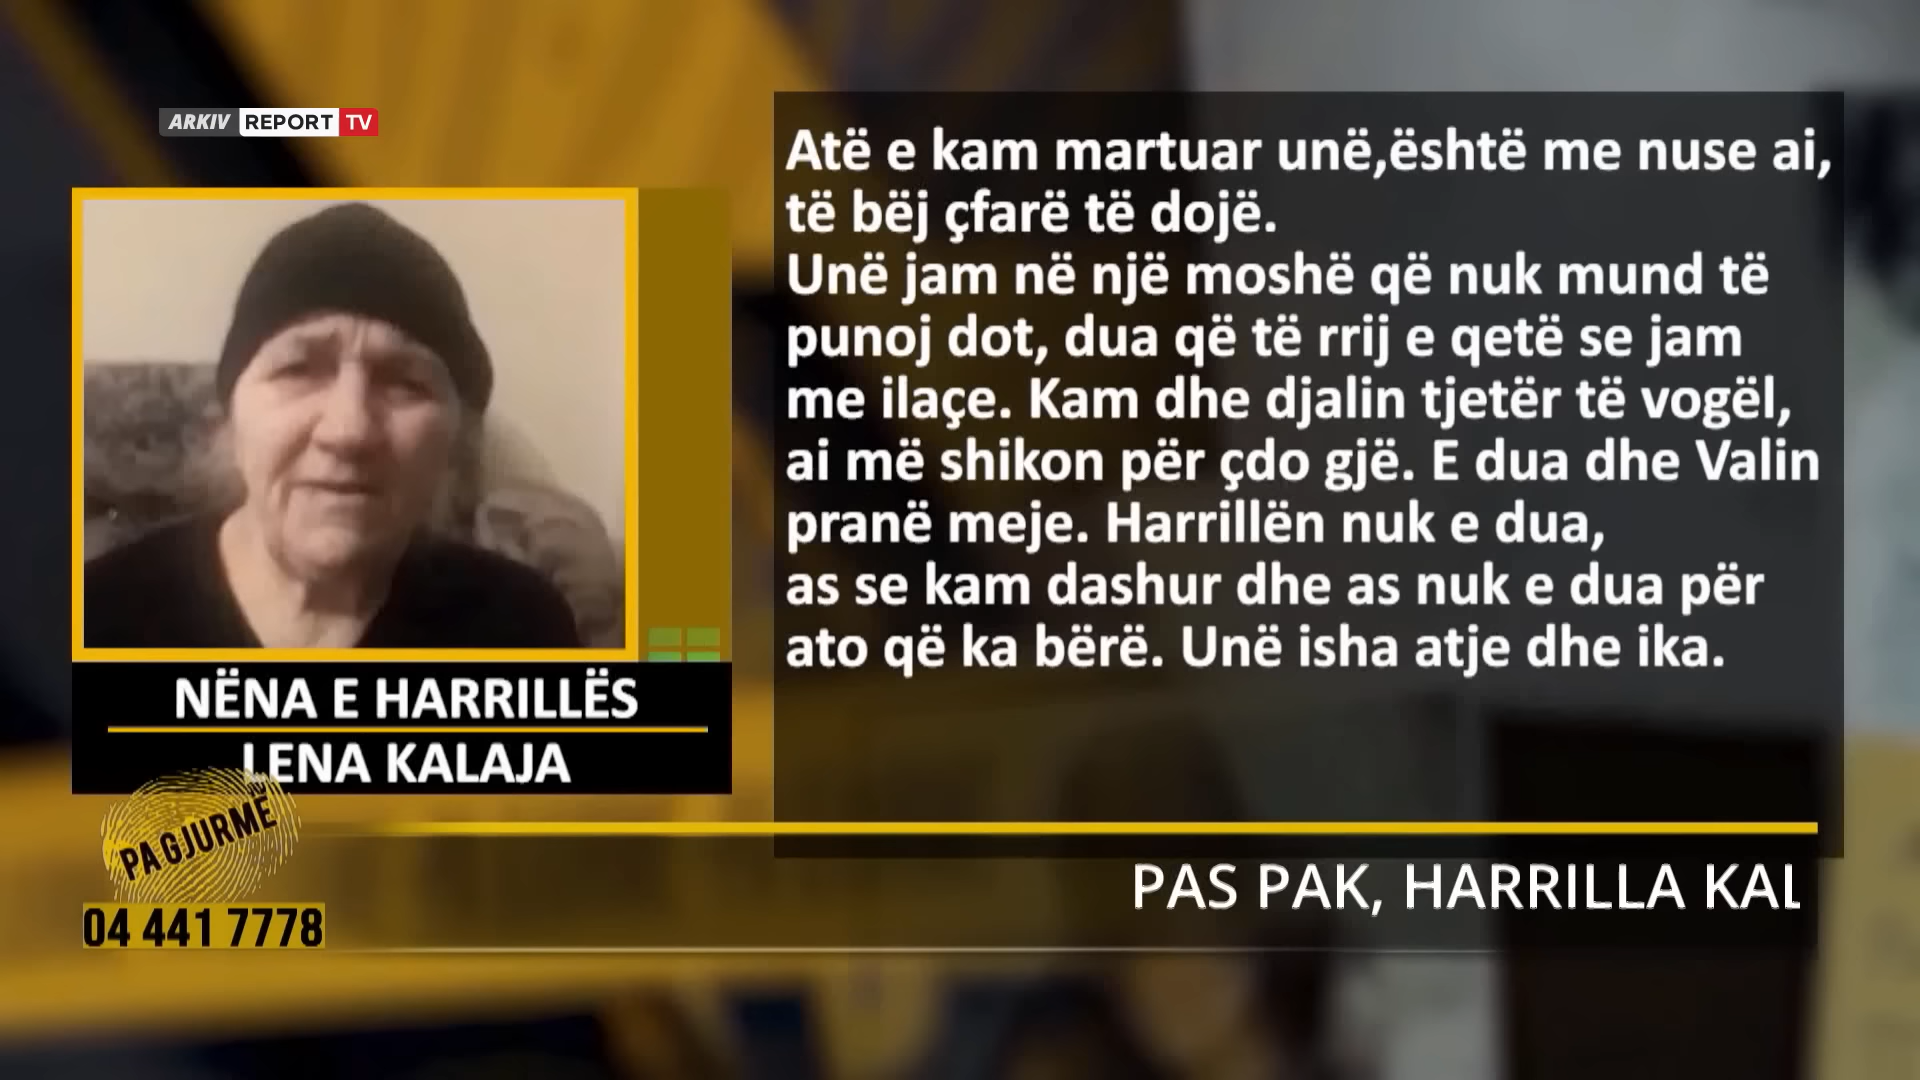 ARKIV REPORT TV
Atë e kam martuar unë,është me nuse ai,
të bëj çfarë të dojë.
Unë jam në një moshë që nuk mund të
punoj dot, dua që të rrij e qetë se jam
me ilaçe. Kam dhe djalin tjetër të vogël,
ai më shikon për çdo gjë. E dua dhe Valin
pranë meje. Harrillën nuk e dua,
as se kam dashur dhe as nuk e dua për
ato që ka bërë. Unë isha atje dhe ika.
NËNA E HARRILLËS
LENA KALAJA
PA GJURMË
04 441 7778
PAS PAK, HARRILLA KAL